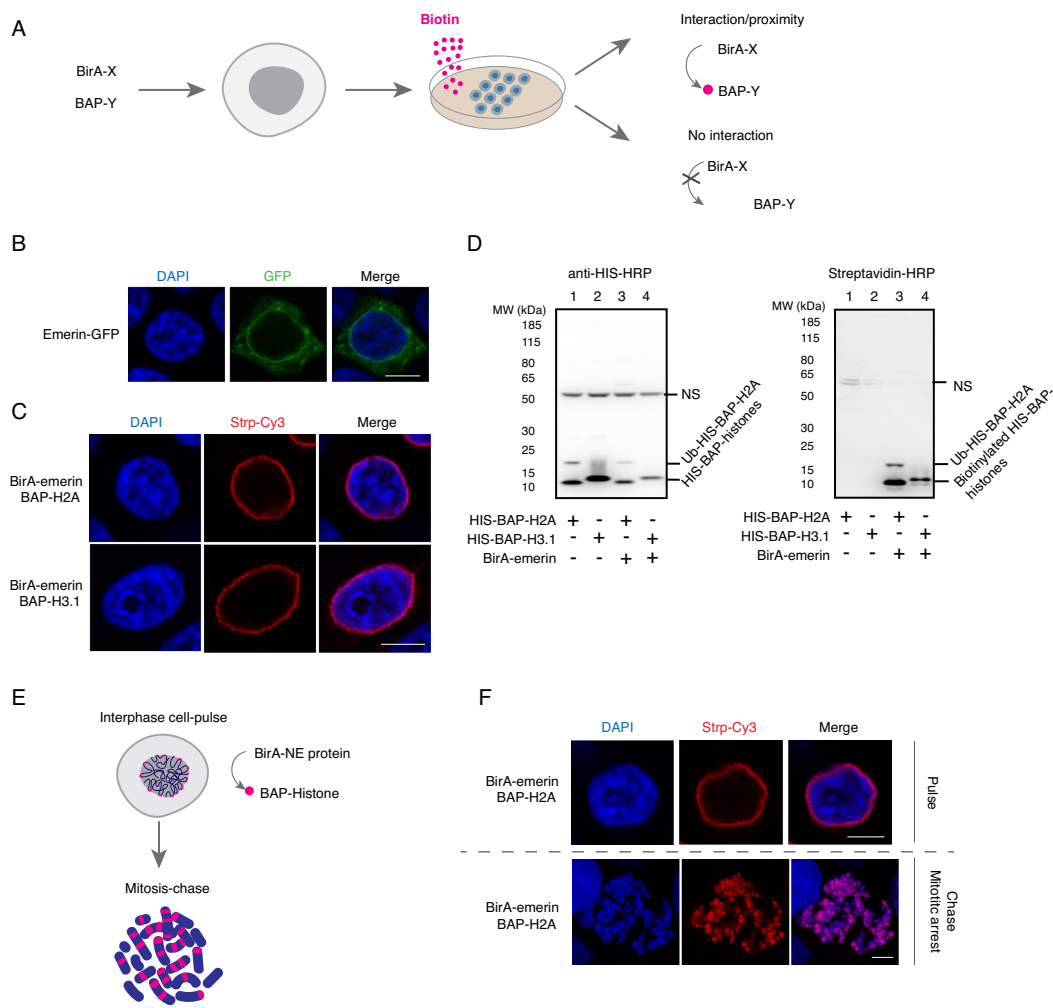 A
BirA-X
BAP-Y
Biotin
Interaction/proximity
BirA-X
BAP-Y
No interaction
BirA-X
BAP-Y
B
DAPI
GFP
Merge
Emerin-GFP
C
DAPI
Strp-Cy3
Merge
BirA-emerin
BAP-H2A
BirA-emerin
BAP-H3.1
D
anti-HIS-HRP
1 2 3 4
MW (kDa)
185
115
80
65
50
30
25
15
10
NS
Ub-HIS-BAP-H2A
HIS-BAP-histones
HIS-BAP-H2A + - + -
HIS-BAP-H3.1 - + - +
BirA-emerin - - + +
Streptavidin-HRP
1 2 3 4
MW (kDa)
185
115
80
65
50
30
25
15
10
NS
Ub-HIS-BAP-H2A
Biotinylated HIS-BAP-
histones
HIS-BAP-H2A + - + -
HIS-BAP-H3.1 - + - +
BirA-emerin - - + +
E
Interphase cell-pulse
BirA-NE protein
BAP-Histone
Mitosis-chase
F
DAPI
Strp-Cy3
Merge
BirA-emerin
BAP-H2A
Pulse
BirA-emerin
BAP-H2A
Chase
Mitotitc arrest